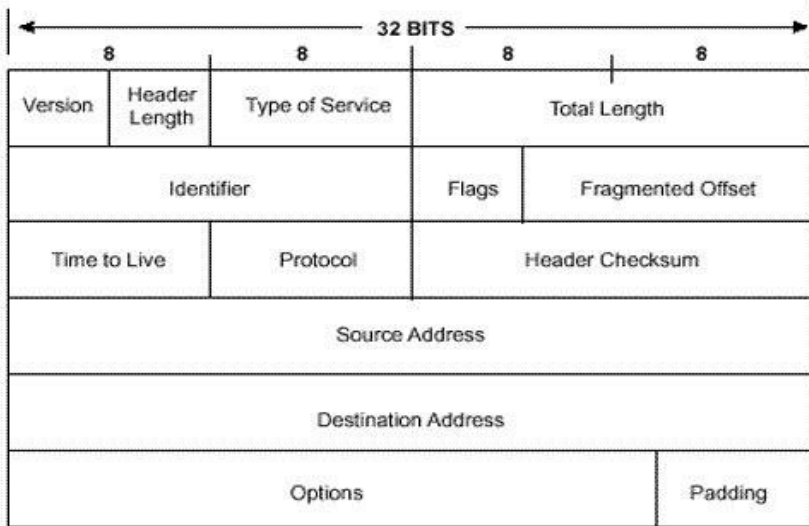 32 BITS
8 8 8 8
Version Header Length Type of Service Total Length
Identifier Flags Fragmented Offset
Time to Live Protocol Header Checksum
Source Address
Destination Address
Options Padding